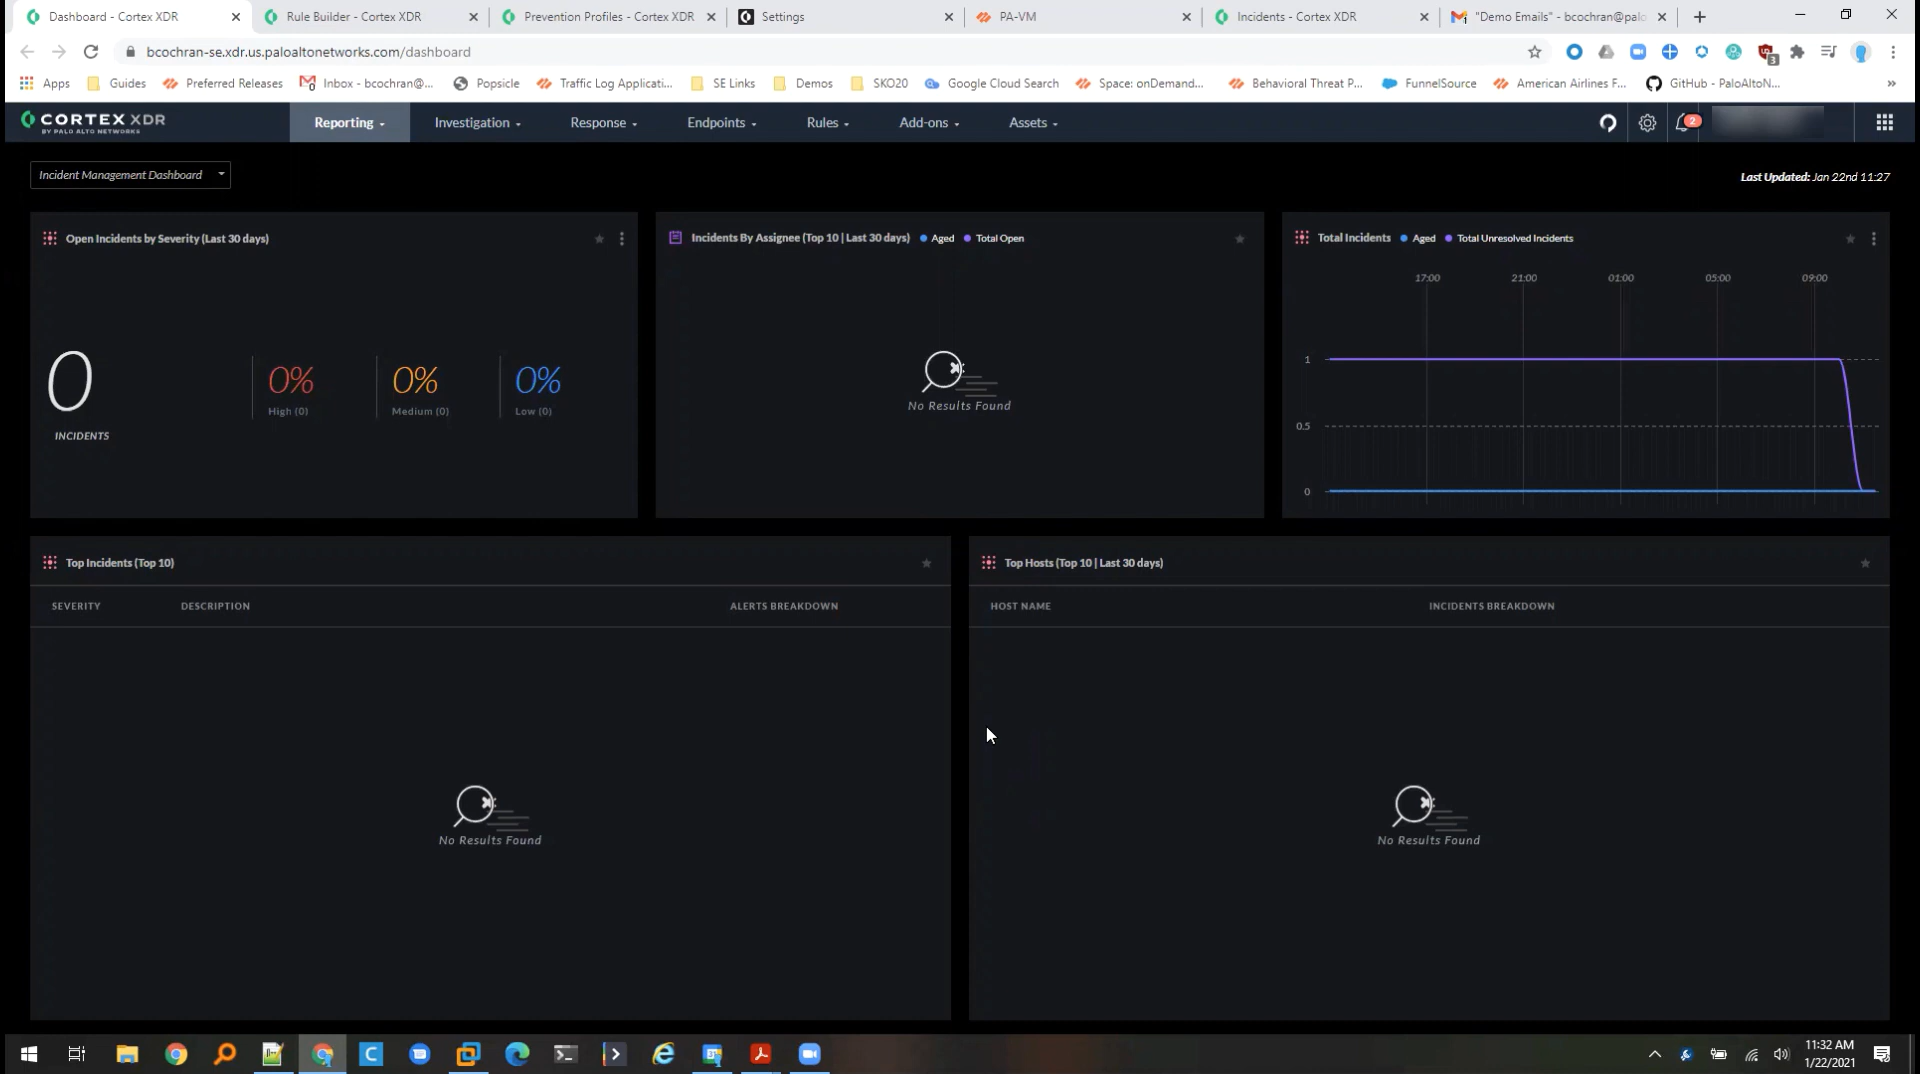 Dashboard - Cortex XDR
Rule Builder - Cortex XDR
Prevention Profiles - Cortex XDR
Settings
PA-VM
Incidents - Cortex XDR
"Demo Emails" - bcochran@palo
bcochran-se.xdr.us.paloaltonetworks.com/dashboard
3
Apps
Guides
Preferred Releases
Inbox - bcochran@...
Popsicle
Traffic Log Applicati...
SE Links
Demos
SKO20
Google Cloud Search
Space: onDemand...
Behavioral Threat P...
FunnelSource
American Airlines F...
GitHub - PaloAltoN...
»
CORTEX XDR
BY PALO ALTO NETWORKS
Reporting
Investigation
Response
Endpoints
Rules
Add-ons
Assets
2
Incident Management Dashboard
Last Updated: Jan 22nd 11:27
Open Incidents by Severity (Last 30 days)
0
INCIDENTS
0%
High (0)
0%
Medium (0)
0%
Low (0)
Incidents By Assignee (Top 10 | Last 30 days)
Aged
Total Open
No Results Found
Total Incidents
Aged
Total Unresolved Incidents
17:00
21:00
01:00
05:00
09:00
1
0.5
0
Top Incidents (Top 10)
SEVERITY
DESCRIPTION
ALERTS BREAKDOWN
No Results Found
Top Hosts (Top 10 | Last 30 days)
HOST NAME
INCIDENTS BREAKDOWN
No Results Found
11:32 AM
1/22/2021